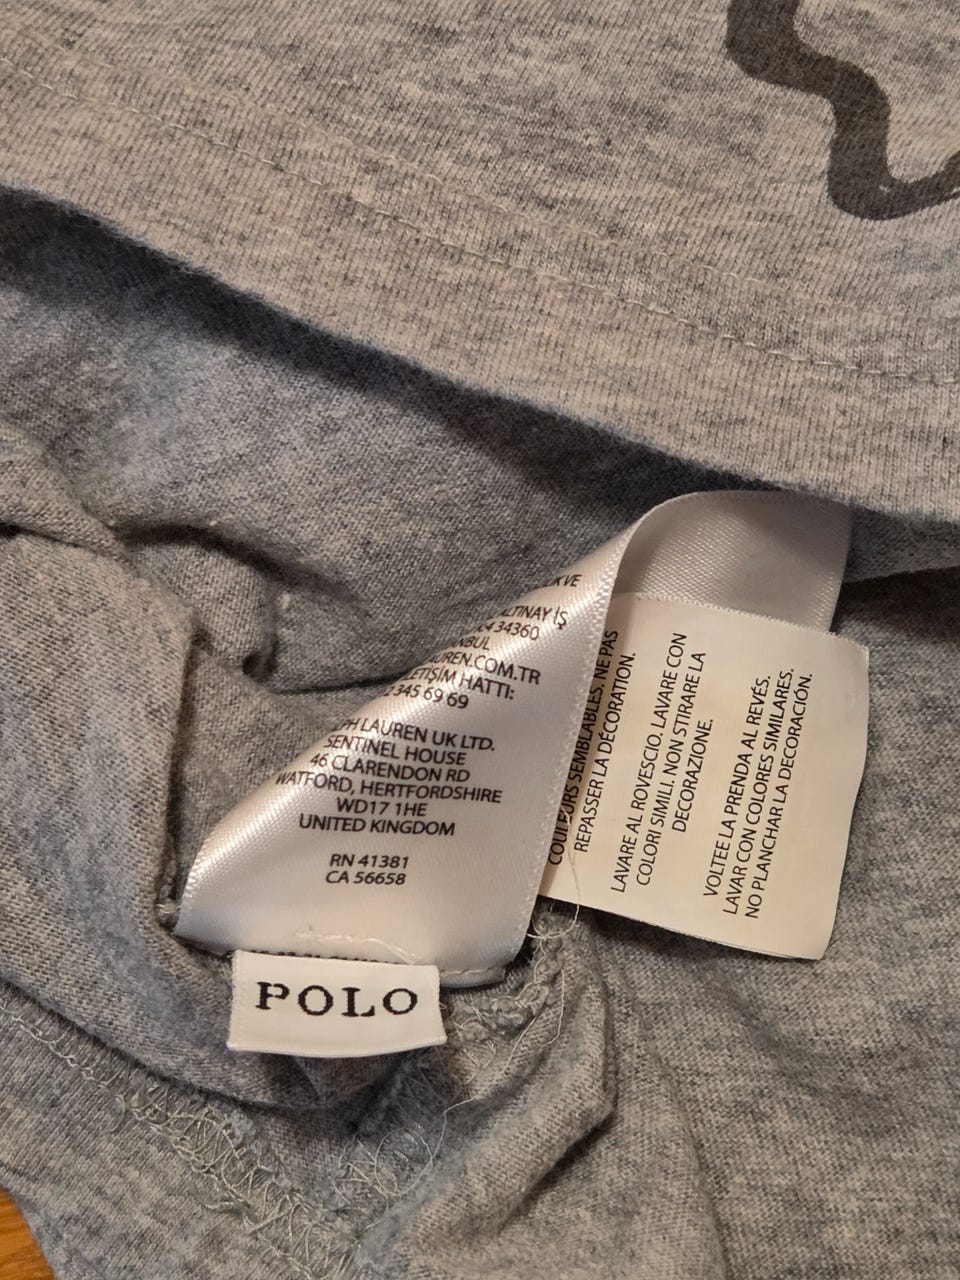 ALTINAY İŞ
34360
LAUREN.COM.TR
İLETİŞİM HATTI:
2 345 69 69
RALPH LAUREN UK LTD.
SENTINEL HOUSE
46 CLARENDON RD
WATFORD, HERTFORDSHIRE
WD17 1HE
UNITED KINGDOM
RN 41381
CA 56658
POLO
COULEURS SEMBLABLES. NE PAS
REPASSER LA DÉCORATION.
LAVARE AL ROVESCIO. LAVARE CON
COLORI SIMILI. NON STIRARE LA
DECORAZIONE.
VOLTEE LA PRENDA AL REVÉS.
LAVAR CON COLORES SIMILARES.
NO PLANCHAR LA DECORACIÓN.